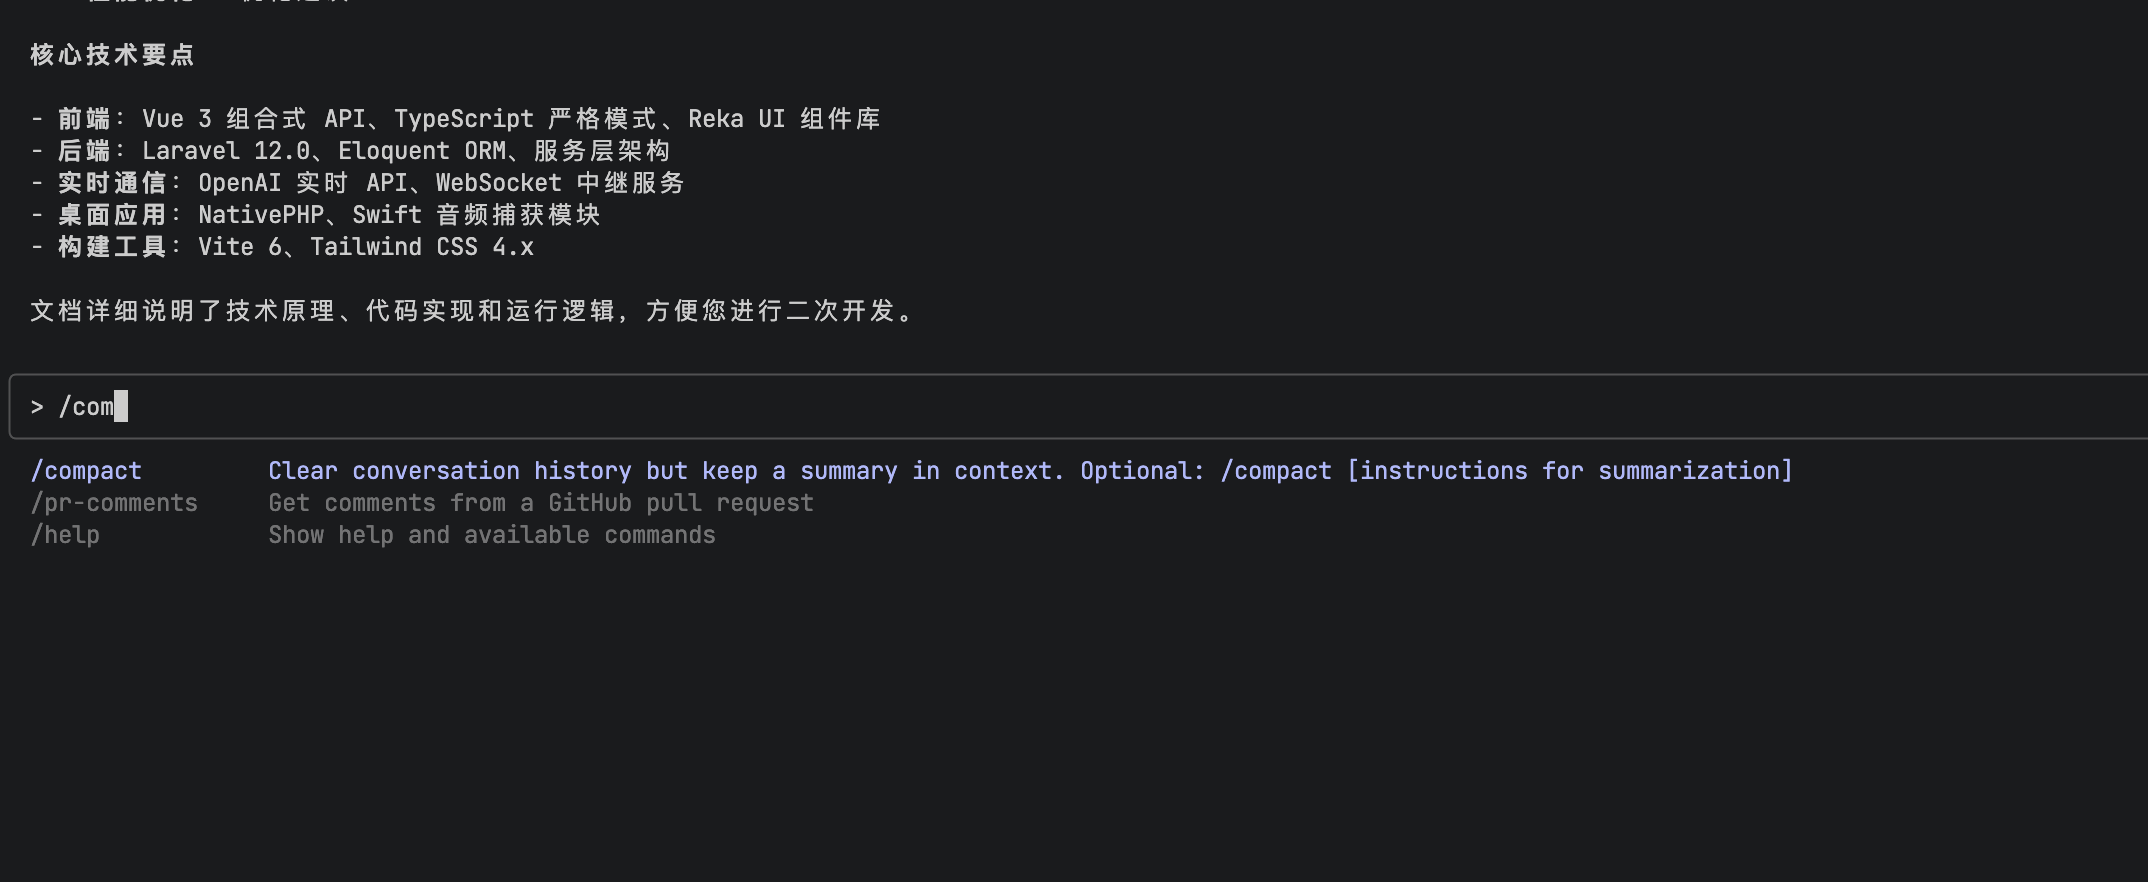 核心技术要点
- 前端: Vue 3 组合式 API、TypeScript 严格模式、Reka UI 组件库
- 后端: Laravel 12.0、Eloquent ORM、服务层架构
- 实时通信: OpenAI 实时 API、WebSocket 中继服务
- 桌面应用: NativePHP、Swift 音频捕获模块
- 构建工具: Vite 6、Tailwind CSS 4.x
文档详细说明了技术原理、代码实现和运行逻辑, 方便您进行二次开发。
> /com
/compact Clear conversation history but keep a summary in context. Optional: /compact [instructions for summarization]
/pr-comments Get comments from a GitHub pull request
/help Show help and available commands